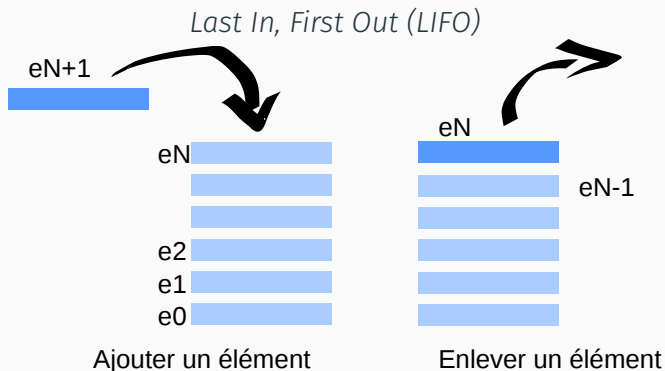 Last In, First Out (LIFO)
eN+1
eN
eN
eN-1
e2
e1
e0
Ajouter un élément
Enlever un élément